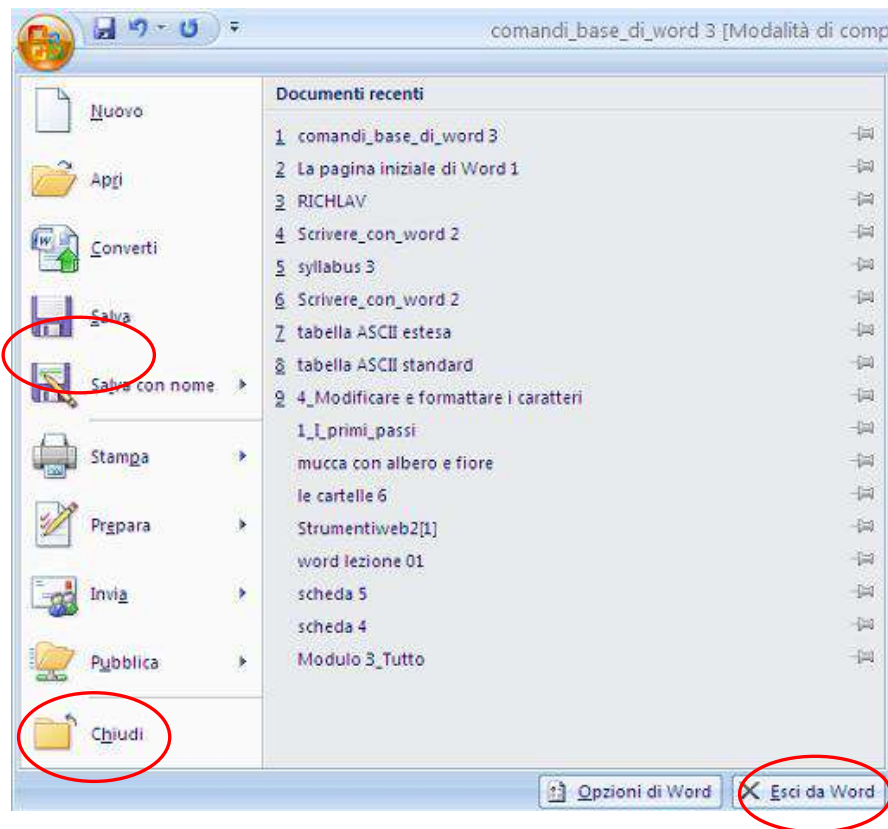 comandi_base_di_word 3 [Modalità di comp
Nuovo
Apri
Converti
Salva
Salva con nome
Stampa
Prepara
Invia
Pubblica
Chiudi
Documenti recenti
1 comandi_base_di_word 3
2 La pagina iniziale di Word 1
3 RICHLAV
4 Scrivere_con_word 2
5 syllabus 3
6 Scrivere_con_word 2
7 tabella ASCII estesa
8 tabella ASCII standard
9 4_Modificare e formattare i caratteri
1_I_primi_passi
mucca con albero e fiore
le cartelle 6
Strumentiweb2[1]
word lezione 01
scheda 5
scheda 4
Modulo 3_Tutto
Opzioni di Word
Esci da Word